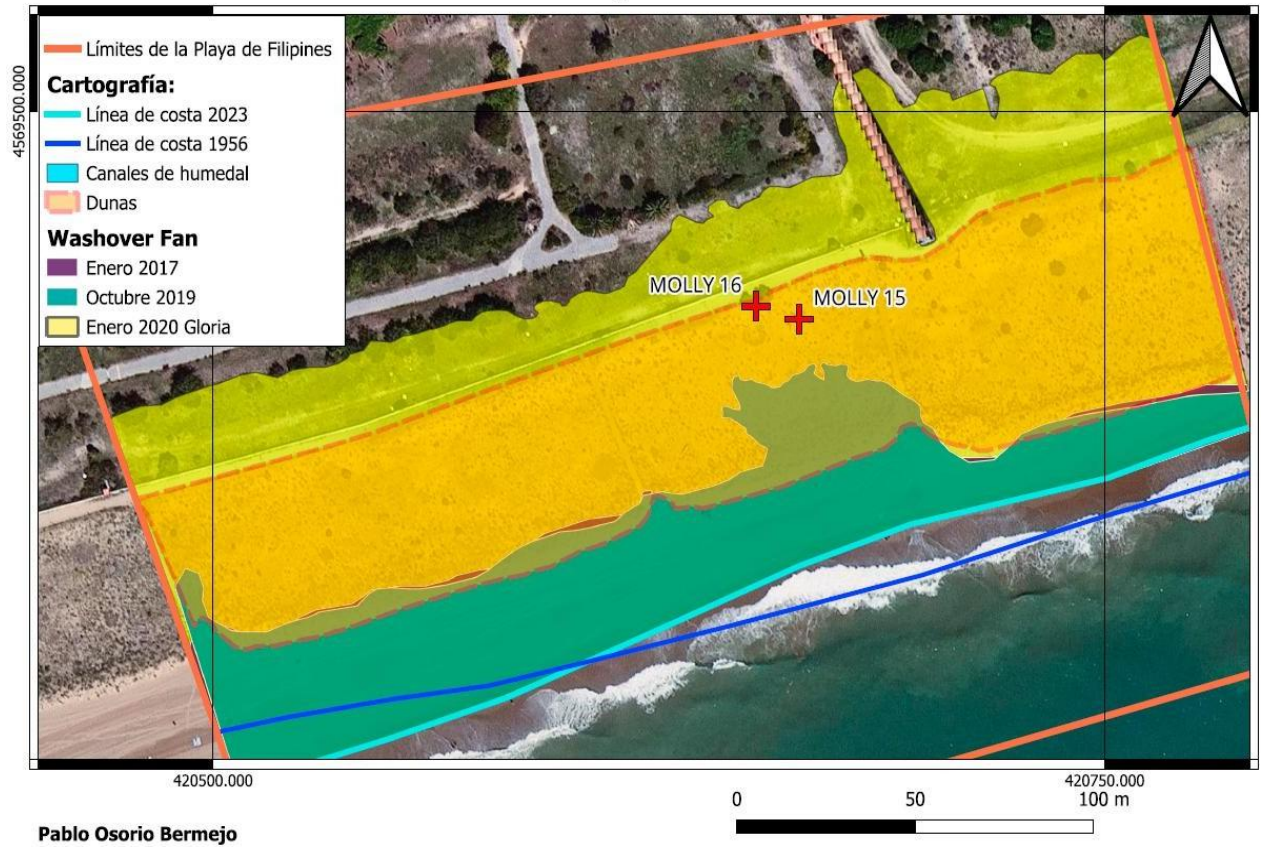 Límites de la Playa de Filipines
Cartografía:
Línea de costa 2023
Línea de costa 1956
Canales de humedal
Dunas
Washover Fan
Enero 2017
Octubre 2019
Enero 2020 Gloria
4569500.000
MOLLY 16
MOLLY 15
420500.000
420750.000
0 50 100 m
Pablo Osorio Bermejo